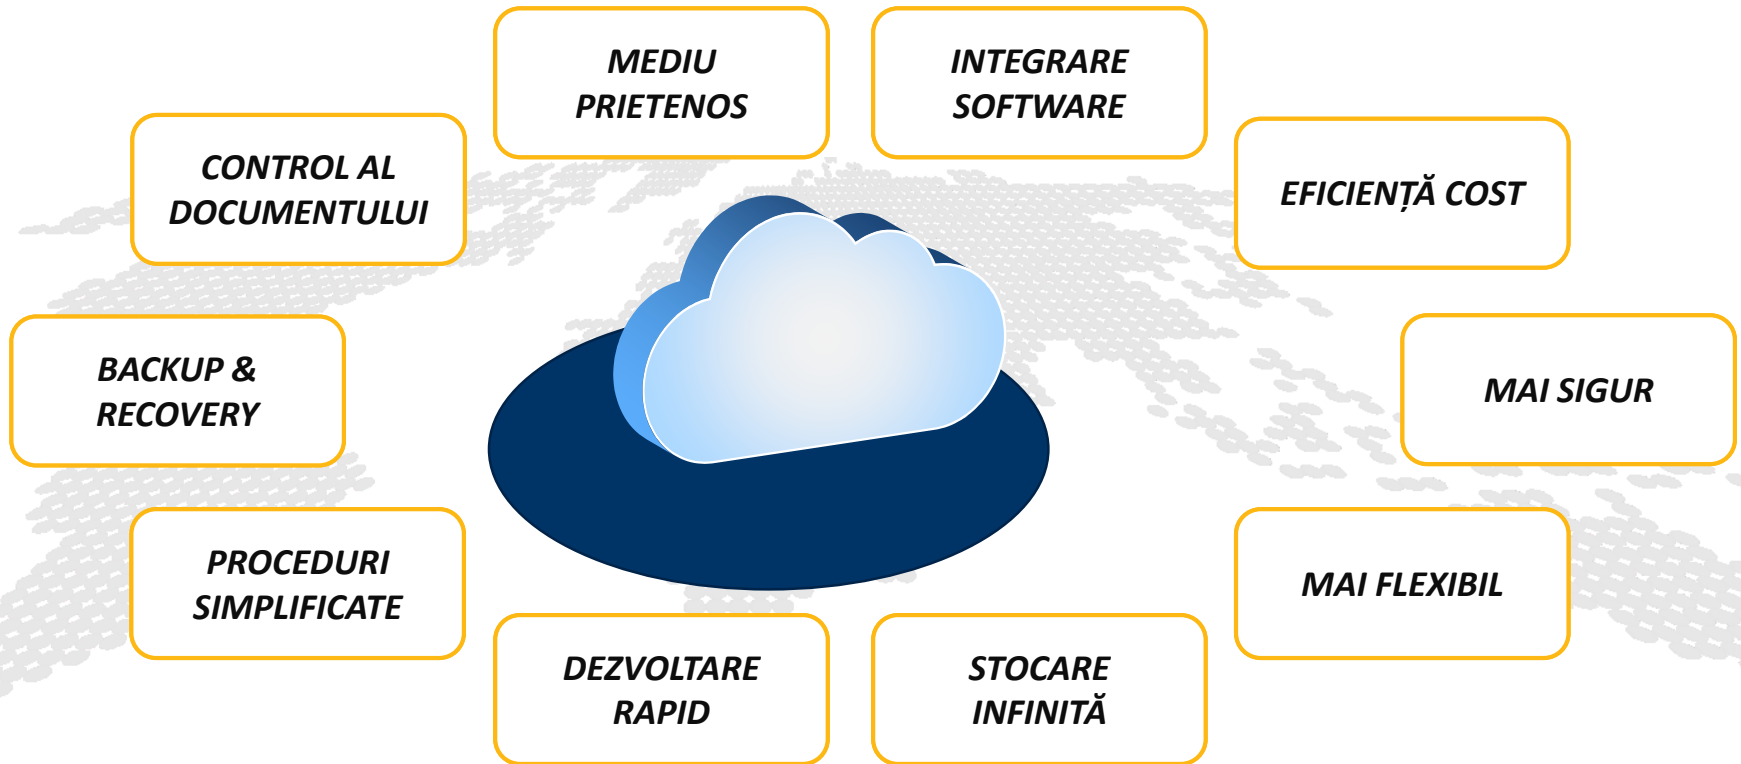 MEDIU
PRIETENOS
INTEGRARE
SOFTWARE
CONTROL AL
DOCUMENTULUI
EFICIENȚĂ COST
BACKUP &
RECOVERY
MAI SIGUR
PROCEDURI
SIMPLIFICATE
MAI FLEXIBIL
DEZVOLTARE
RAPID
STOCARE
INFINITĂ